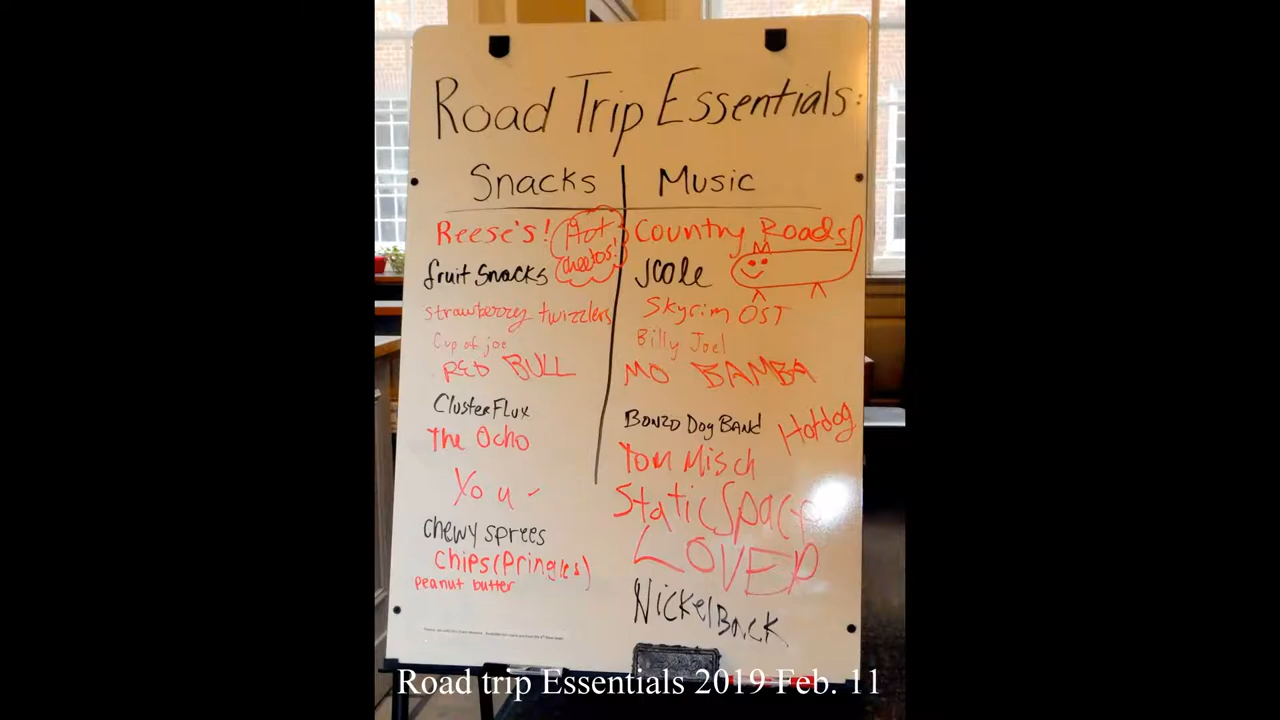 Road Trip Essentials:
Snacks | Music
Reese's!
Hot
cheetos!
fruit snacks
strawberry twizzlers
Cup of joe
RED BULL
ClusterFlux
The Ocho
You
chewy sprees
chips (Pringles)
peanut butter
Country Roads
JCole
Skyrim OST
Billy Joel
MO BAMBA
BONZO Dog BAND
Hotdog
Tom Misch
Static Space
LOVER
NickelBack
Road trip Essentials 2019 Feb. 11